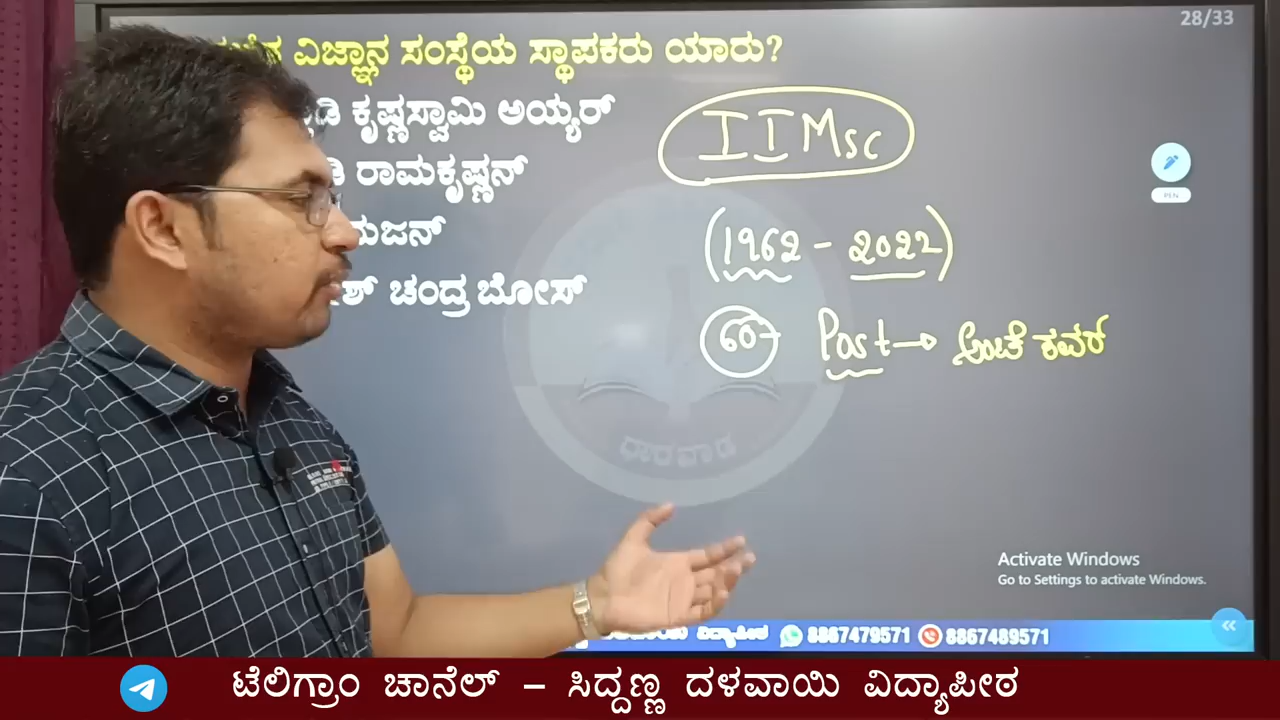 28/33
ವಿಜ್ಞಾನ ಸಂಸ್ಥೆಯ ಸ್ಥಾಪಕರು ಯಾರು?
ಕೃಷ್ಣಸ್ವಾಮಿ ಅಯ್ಯರ್
ರಾಮಕೃಷ್ಣನ್
ಚಂದ್ರ ಬೋಸ್
IIMsc
(1962 - 2022)
60 Post → ಅಂಚೆ ಕವರ
PEN
ಧಾರವಾಡ
Activate Windows
Go to Settings to activate Windows.
ವಿದ್ಯಾಪೀಠ 8867479571 8867489571
ಟೆಲಿಗ್ರಾಂ ಚಾನೆಲ್ – ಸಿದ್ದಣ್ಣ ದಳವಾಯಿ ವಿದ್ಯಾಪೀಠ